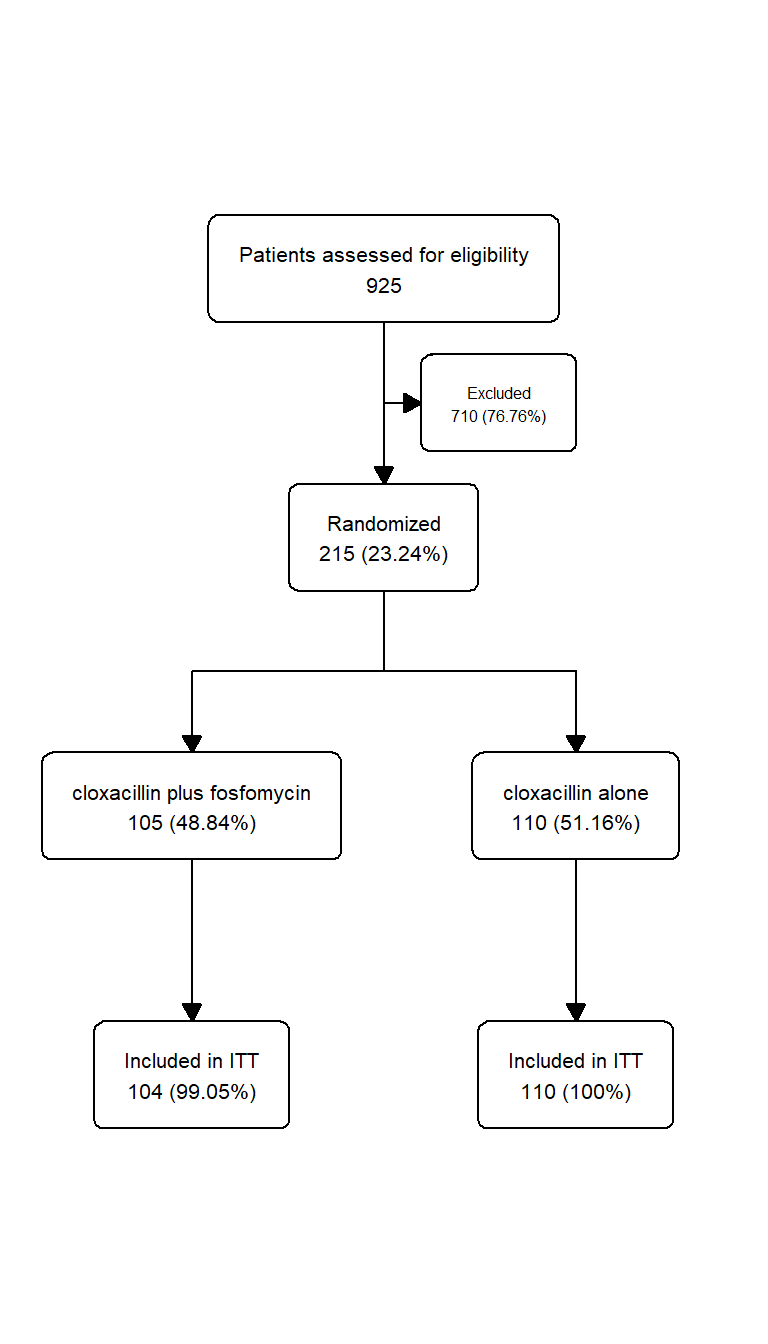 Patients assessed for eligibility
925
Excluded
710 (76.76%)
Randomized
215 (23.24%)
cloxacillin plus fosfomycin
105 (48.84%)
cloxacillin alone
110 (51.16%)
Included in ITT
104 (99.05%)
Included in ITT
110 (100%)